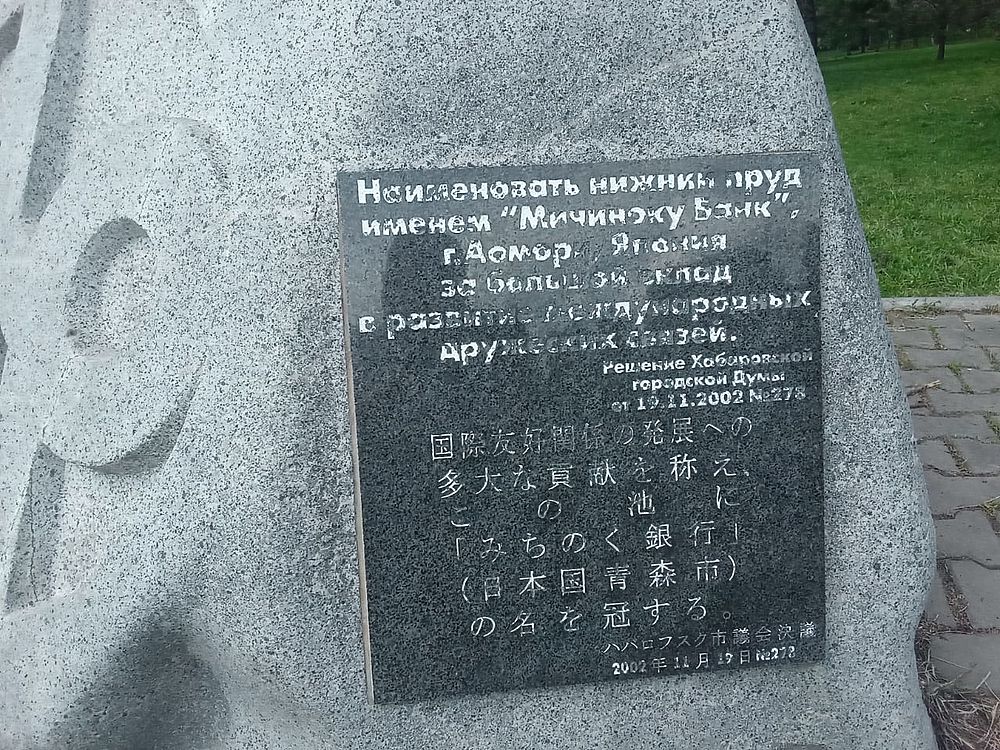 Наименовать нижний пруд
именем “Мичиноку Банк”,
г.Аомори, Япония
за большой вклад
в развитие международных
дружеских связей.
Решение Хабаровской
городской Думы
от 19.11.2002 №278
国際友好関係の発展への
多大な貢献を称え、
この池に
「みちのく銀行」
(日本国青森市)
の名を冠する。
ハバロフスク市議会決議
2002年11月19日№278